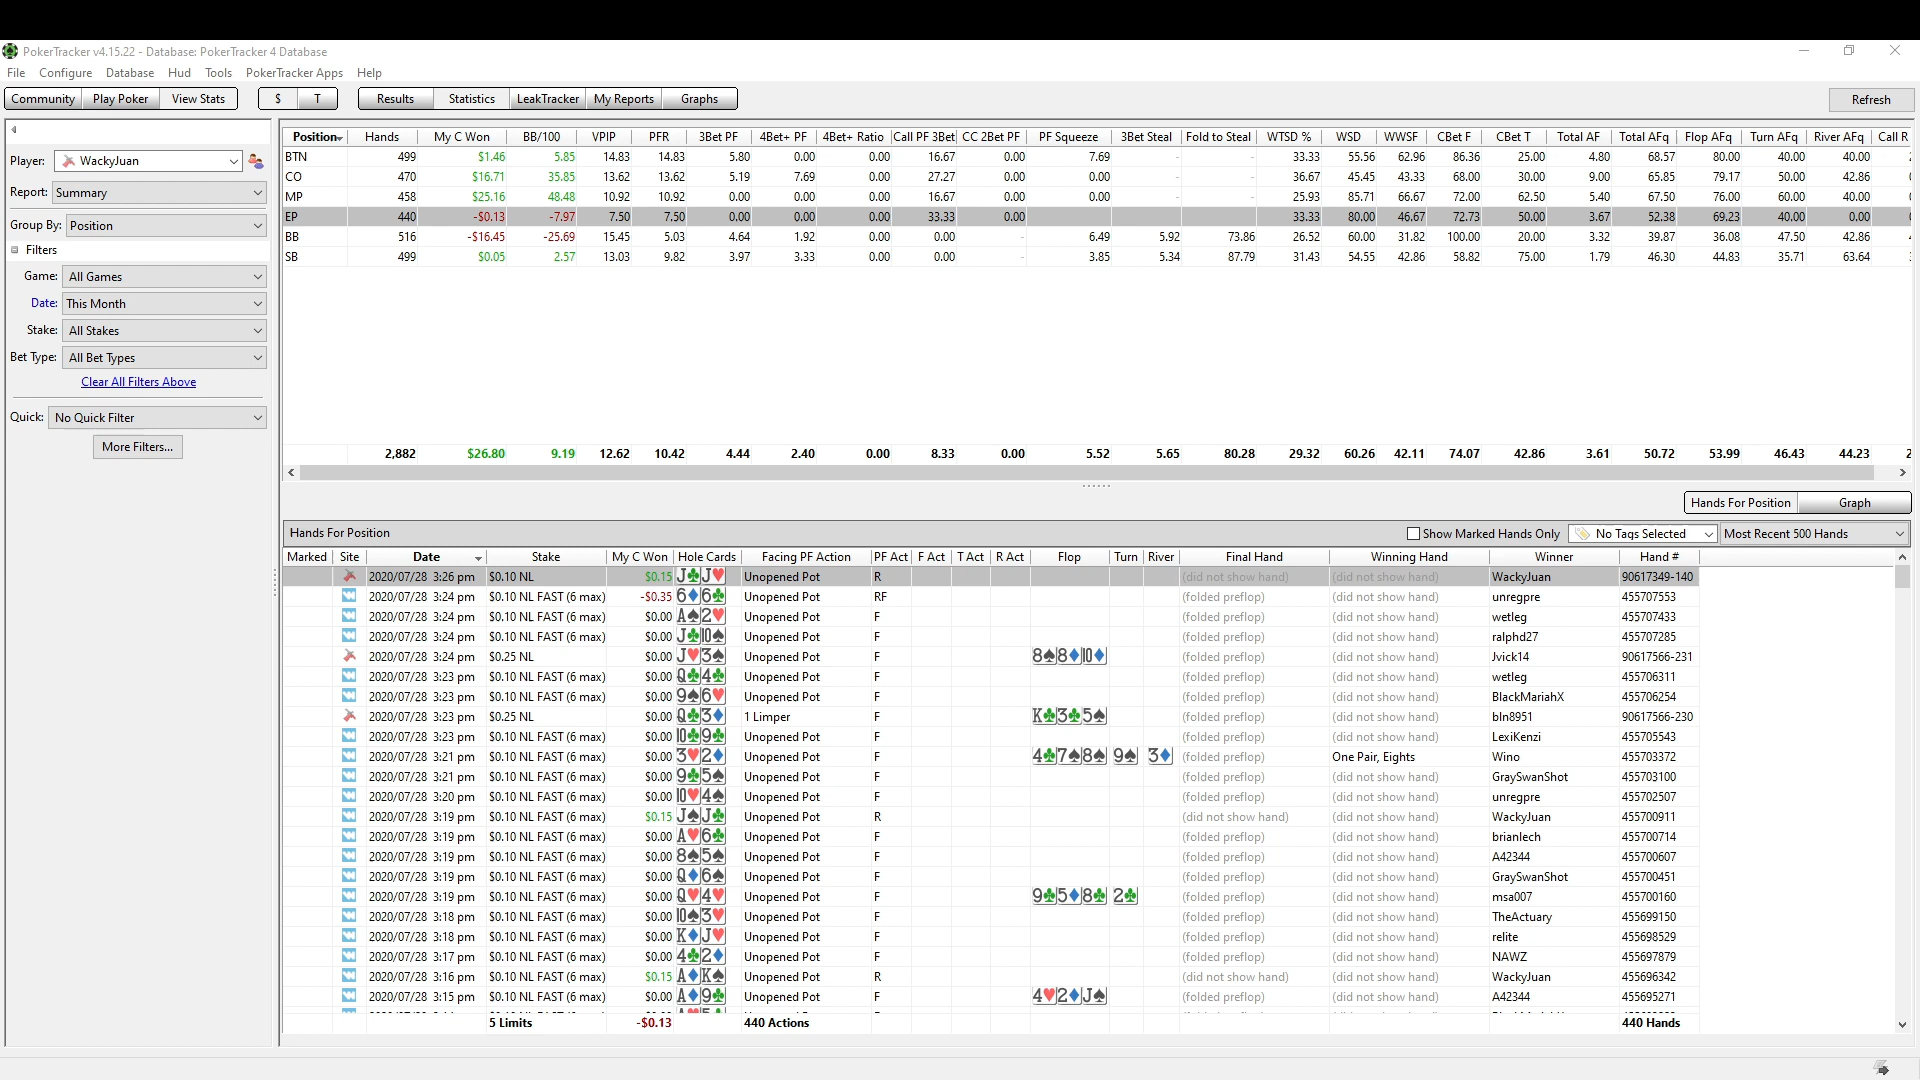 PokerTracker v4.15.22 - Database: PokerTracker 4 Database
File Configure Database Hud Tools PokerTracker Apps Help
Community Play Poker View Stats $ T Results Statistics LeakTracker My Reports Graphs Refresh
Player: WackyJuan
Report: Summary
Group By: Position
Filters
Game: All Games
Date: This Month
Stake: All Stakes
Bet Type: All Bet Types
Clear All Filters Above
Quick: No Quick Filter
More Filters...
Position Hands My C Won BB/100 VPIP PFR 3Bet PF 4Bet+ PF 4Bet+ Ratio Call PF 3Bet CC 2Bet PF PF Squeeze 3Bet Steal Fold to Steal WTSD % WSD WWSF CBet F CBet T Total AF Total AFq Flop AFq Turn AFq River AFq Call R
BTN 499 $1.46 5.85 14.83 14.83 5.80 0.00 0.00 16.67 0.00 7.69 - - 33.33 55.56 62.96 86.36 25.00 4.80 68.57 80.00 40.00 40.00
CO 470 $16.71 35.85 13.62 13.62 5.19 7.69 0.00 27.27 0.00 0.00 - - 36.67 45.45 43.33 68.00 30.00 9.00 65.85 79.17 50.00 42.86
MP 458 $25.16 48.48 10.92 10.92 0.00 0.00 0.00 16.67 0.00 0.00 - - 25.93 85.71 66.67 72.00 62.50 5.40 67.50 76.00 60.00 40.00
EP 440 -$0.13 -7.97 7.50 7.50 0.00 0.00 0.00 33.33 0.00 33.33 80.00 46.67 72.73 50.00 3.67 52.38 69.23 40.00 0.00
BB 516 -$16.45 -25.69 15.45 5.03 4.64 1.92 0.00 0.00 - 6.49 5.92 73.86 26.52 60.00 31.82 100.00 20.00 3.32 39.87 36.08 47.50 42.86
SB 499 $0.05 2.57 13.03 9.82 3.97 3.33 0.00 0.00 - 3.85 5.34 87.79 31.43 54.55 42.86 58.82 75.00 1.79 46.30 44.83 35.71 63.64
2,882 $26.80 9.19 12.62 10.42 4.44 2.40 0.00 8.33 0.00 5.52 5.65 80.28 29.32 60.26 42.11 74.07 42.86 3.61 50.72 53.99 46.43 44.23
Hands For Position Graph
Hands For Position Show Marked Hands Only No Tags Selected Most Recent 500 Hands
Marked Site Date Stake My C Won Hole Cards Facing PF Action PF Act F Act T Act R Act Flop Turn River Final Hand Winning Hand Winner Hand #
2020/07/28 3:26 pm $0.10 NL $0.15 J♣J♥ Unopened Pot R (did not show hand) (did not show hand) WackyJuan 90617349-140
2020/07/28 3:24 pm $0.10 NL FAST (6 max) -$0.35 6♦6♣ Unopened Pot RF (folded preflop) (did not show hand) unregpre 455707553
2020/07/28 3:24 pm $0.10 NL FAST (6 max) $0.00 A♠2♥ Unopened Pot F (folded preflop) (did not show hand) wetleg 455707433
2020/07/28 3:24 pm $0.10 NL FAST (6 max) $0.00 J♣10♠ Unopened Pot F (folded preflop) (did not show hand) ralphd27 455707285
2020/07/28 3:24 pm $0.25 NL $0.00 J♥3♠ Unopened Pot F 8♠8♦10♦ (folded preflop) (did not show hand) Jvick14 90617566-231
2020/07/28 3:23 pm $0.10 NL FAST (6 max) $0.00 Q♣4♣ Unopened Pot F (folded preflop) (did not show hand) wetleg 455706311
2020/07/28 3:23 pm $0.10 NL FAST (6 max) $0.00 9♠6♥ Unopened Pot F (folded preflop) (did not show hand) BlackMariahX 455706254
2020/07/28 3:23 pm $0.25 NL $0.00 Q♣3♦ 1 Limper F K♣3♣5♠ (folded preflop) (did not show hand) bln8951 90617566-230
2020/07/28 3:23 pm $0.10 NL FAST (6 max) $0.00 10♣9♣ Unopened Pot F (folded preflop) (did not show hand) LexiKenzi 455705543
2020/07/28 3:21 pm $0.10 NL FAST (6 max) $0.00 3♥2♦ Unopened Pot F 4♣7♠8♠ 9♠ 3♦ (folded preflop) One Pair, Eights Wino 455703372
2020/07/28 3:21 pm $0.10 NL FAST (6 max) $0.00 9♣5♠ Unopened Pot F (folded preflop) (did not show hand) GraySwanShot 455703100
2020/07/28 3:20 pm $0.10 NL FAST (6 max) $0.00 10♥4♠ Unopened Pot F (folded preflop) (did not show hand) unregpre 455702507
2020/07/28 3:19 pm $0.10 NL FAST (6 max) $0.15 J♠J♣ Unopened Pot R (did not show hand) (did not show hand) WackyJuan 455700911
2020/07/28 3:19 pm $0.10 NL FAST (6 max) $0.00 A♥6♣ Unopened Pot F (folded preflop) (did not show hand) brianlech 455700714
2020/07/28 3:19 pm $0.10 NL FAST (6 max) $0.00 8♠5♠ Unopened Pot F (folded preflop) (did not show hand) A42344 455700607
2020/07/28 3:19 pm $0.10 NL FAST (6 max) $0.00 Q♦6♠ Unopened Pot F (folded preflop) (did not show hand) GraySwanShot 455700451
2020/07/28 3:19 pm $0.10 NL FAST (6 max) $0.00 Q♥4♥ Unopened Pot F 9♣5♦8♣ 2♣ (folded preflop) (did not show hand) msa007 455700160
2020/07/28 3:18 pm $0.10 NL FAST (6 max) $0.00 10♠3♥ Unopened Pot F (folded preflop) (did not show hand) TheActuary 455699150
2020/07/28 3:18 pm $0.10 NL FAST (6 max) $0.00 K♦J♥ Unopened Pot F (folded preflop) (did not show hand) relite 455698529
2020/07/28 3:17 pm $0.10 NL FAST (6 max) $0.00 4♣2♦ Unopened Pot F (folded preflop) (did not show hand) NAWZ 455697879
2020/07/28 3:16 pm $0.10 NL FAST (6 max) $0.15 A♦K♠ Unopened Pot R (did not show hand) (did not show hand) WackyJuan 455696342
2020/07/28 3:15 pm $0.10 NL FAST (6 max) $0.00 A♦9♣ Unopened Pot F 4♥2♦J♠ (folded preflop) (did not show hand) A42344 455695271
5 Limits -$0.13 440 Actions 440 Hands